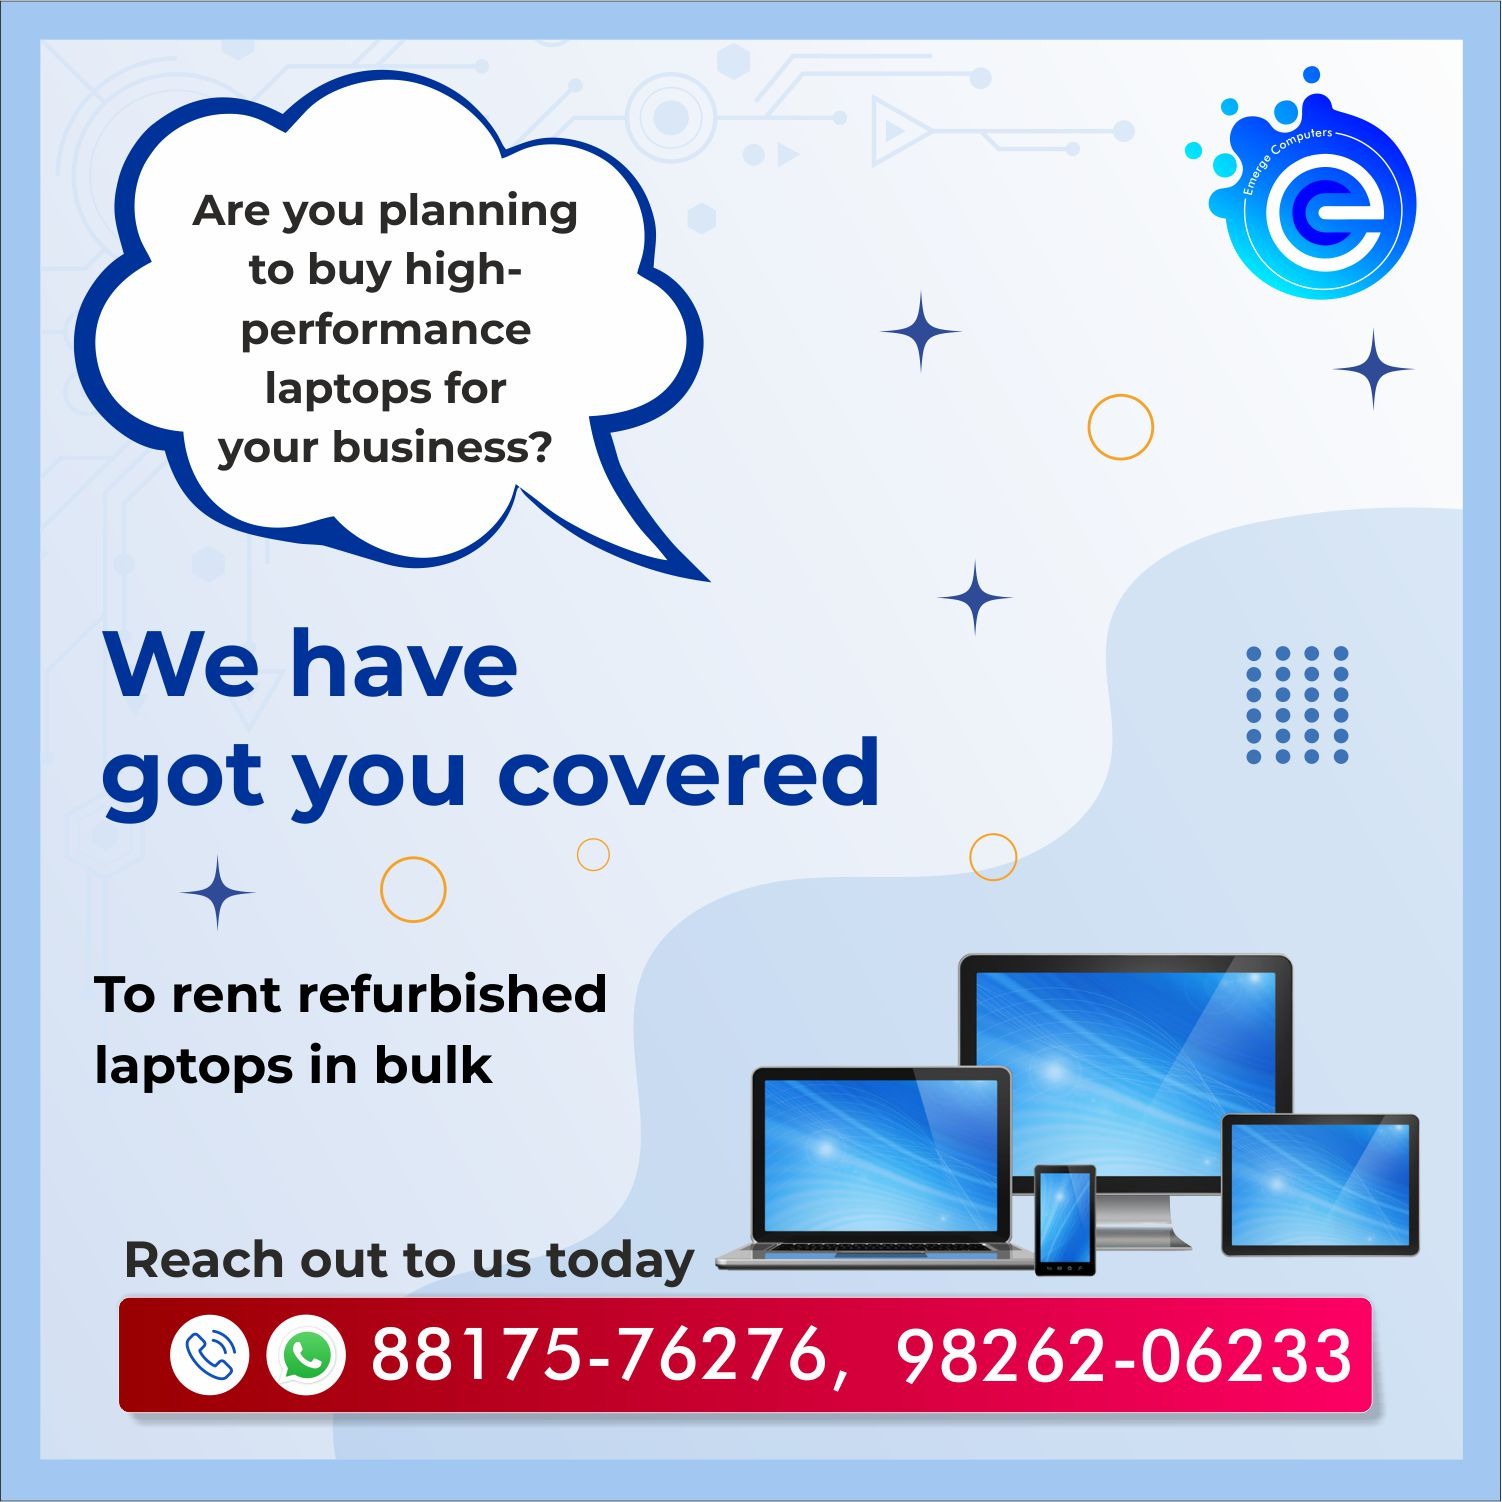 Emerge Computers
Are you planning
to buy high-
performance
laptops for
your business?
We have
got you covered
To rent refurbished
laptops in bulk
Reach out to us today
88175-76276, 98262-06233